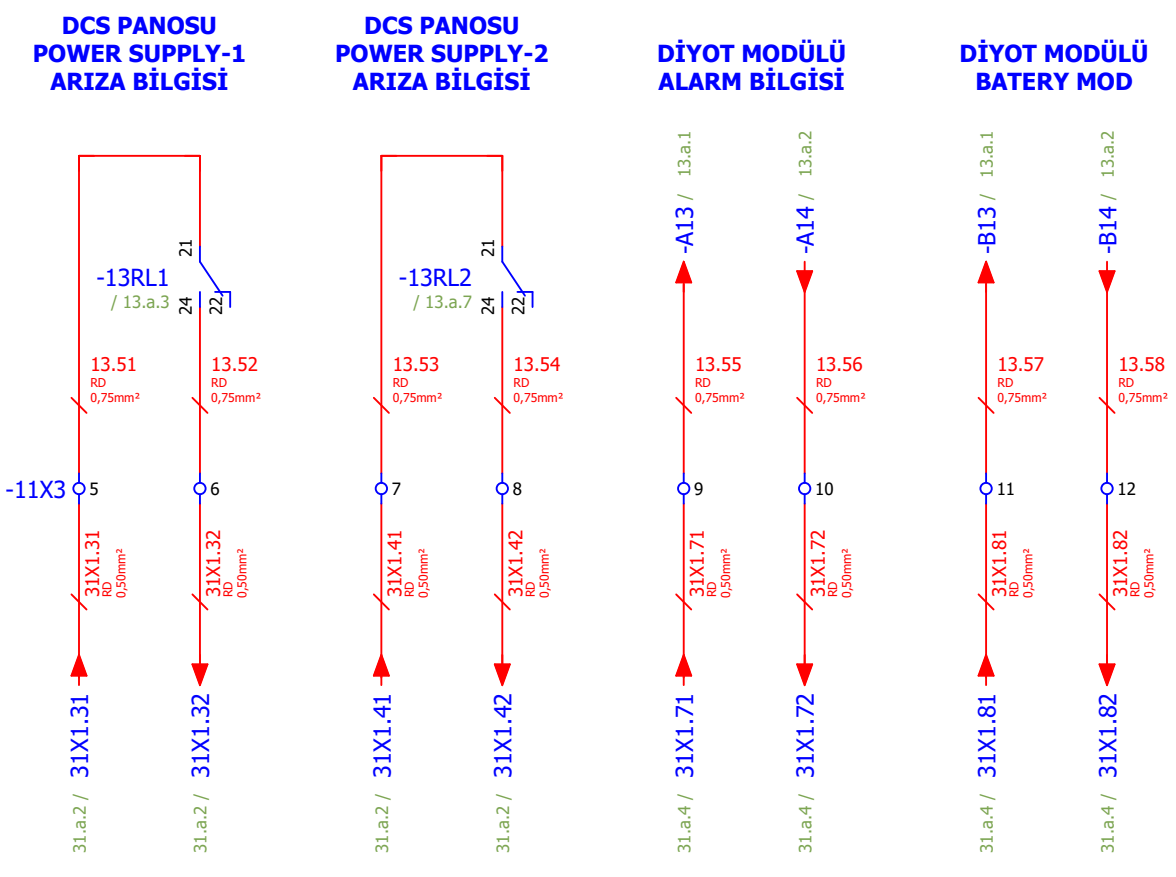 DCS PANOSU
POWER SUPPLY-1
ARIZA BİLGİSİ
DCS PANOSU
POWER SUPPLY-2
ARIZA BİLGİSİ
DİYOT MODÜLÜ
ALARM BİLGİSİ
DİYOT MODÜLÜ
BATERY MOD
-A13 / 13.a.1
-A14 / 13.a.2
-B13 / 13.a.1
-B14 / 13.a.2
21
-13RL1
/ 13.a.3
24
22
21
-13RL2
/ 13.a.7
24
22
13.51
RD
0,75mm²
13.52
RD
0,75mm²
13.53
RD
0,75mm²
13.54
RD
0,75mm²
13.55
RD
0,75mm²
13.56
RD
0,75mm²
13.57
RD
0,75mm²
13.58
RD
0,75mm²
-11X3
5
6
7
8
9
10
11
12
31X1.31
RD
0,50mm²
31X1.32
RD
0,50mm²
31X1.41
RD
0,50mm²
31X1.42
RD
0,50mm²
31X1.71
RD
0,50mm²
31X1.72
RD
0,50mm²
31X1.81
RD
0,50mm²
31X1.82
RD
0,50mm²
31.a.2 / 31X1.31
31.a.2 / 31X1.32
31.a.2 / 31X1.41
31.a.2 / 31X1.42
31.a.4 / 31X1.71
31.a.4 / 31X1.72
31.a.4 / 31X1.81
31.a.4 / 31X1.82